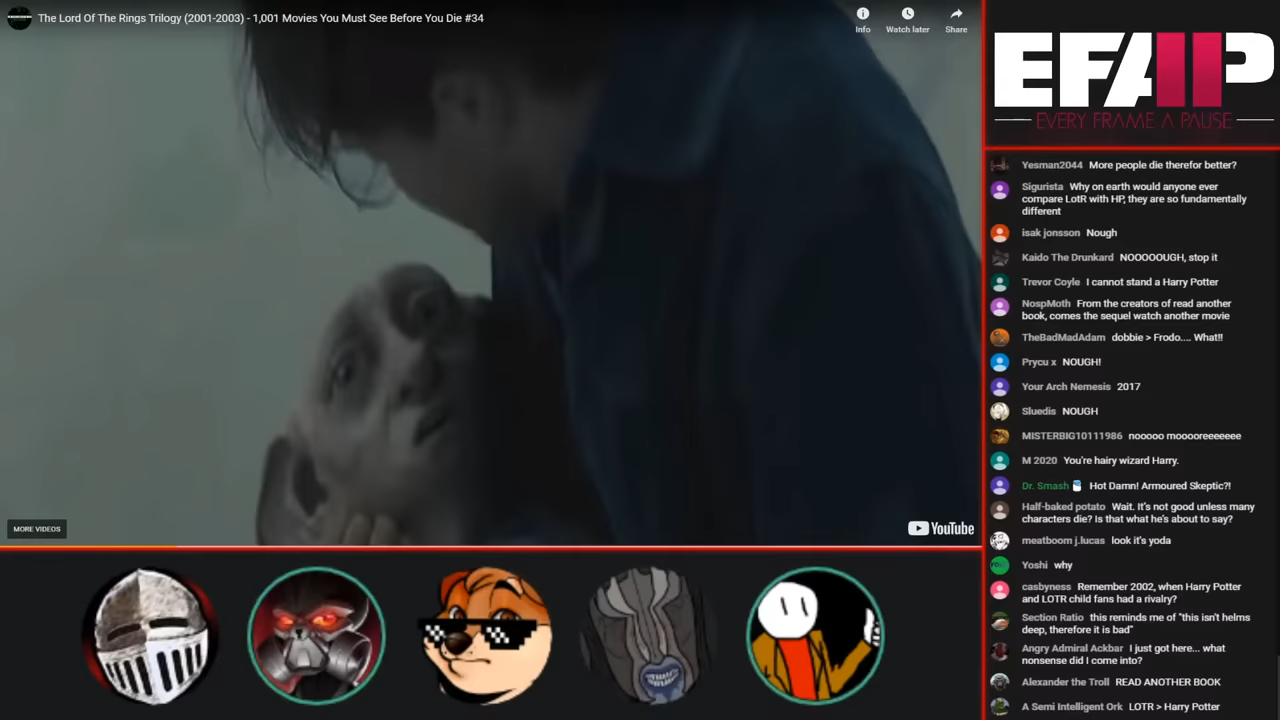 The Lord Of The Rings Trilogy (2001-2003) - 1,001 Movies You Must See Before You Die #34
Info
Watch later
Share
EFAP
EVERY FRAME A PAUSE
Yesman2044 More people die therefor better?
Sigurista Why on earth would anyone ever
compare LotR with HP, they are so fundamentally
different
isak jonsson Nough
Kaido The Drunkard NOOOOOUGH, stop it
Trevor Coyle I cannot stand a Harry Potter
NospMoth From the creators of read another
book, comes the sequel watch another movie
TheBadMadAdam dobbie > Frodo.... What!!
Prycu x NOUGH!
Your Arch Nemesis 2017
Sluedis NOUGH
MISTERBIG10111986 nooooo moooreeeeeee
M 2020 You're hairy wizard Harry.
Dr. Smash Hot Damn! Armoured Skeptic?!
Half-baked potato Wait. It's not good unless many
characters die? Is that what he's about to say?
meatboom j.lucas look it's yoda
Yoshi why
casbyness Remember 2002, when Harry Potter
and LOTR child fans had a rivalry?
Section Ratio this reminds me of "this isn't helms
deep, therefore it is bad"
Angry Admiral Ackbar I just got here... what
nonsense did I come into?
Alexander the Troll READ ANOTHER BOOK
A Semi Intelligent Ork LOTR > Harry Potter
MORE VIDEOS
YouTube